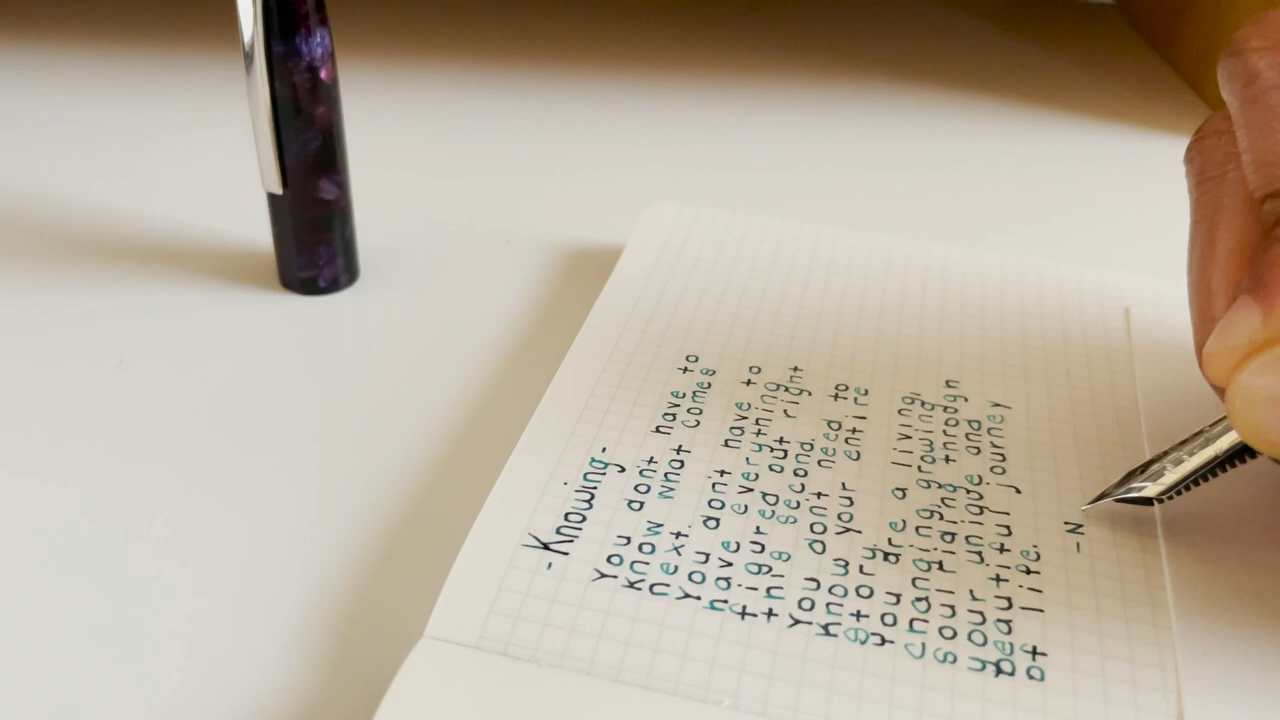 -Knowing-
You don't have to
know what comes
next.
You don't have to
have everything
figured out right
this second.
You don't need to
know your entire
story.
you are a living,
changing, growing,
soul riding through
your unique and
beautiful journey
of life.
-N